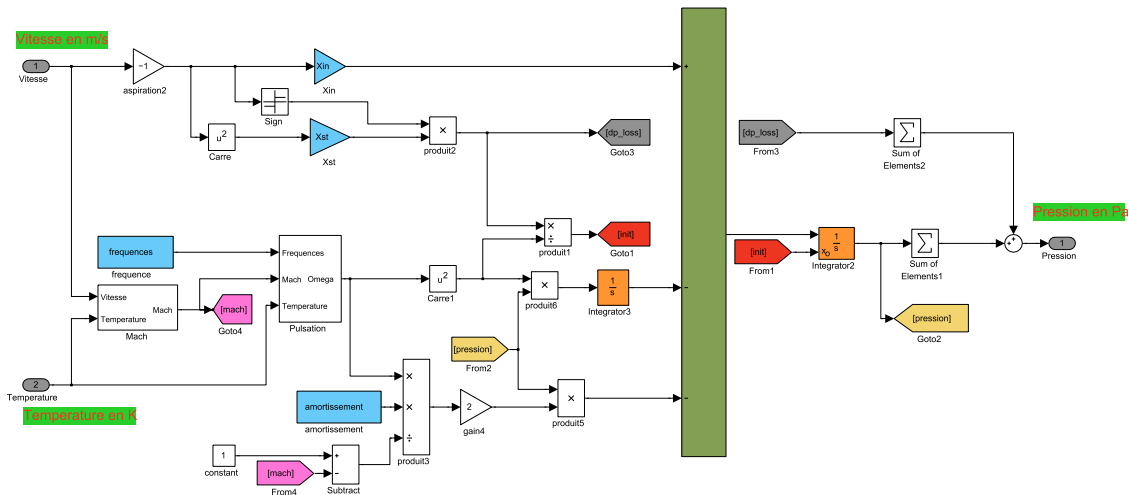 Vitesse en m/s
1
Vitesse
−1
aspiration2
Xin
Xin
+
Sign
u2
Carre
Xst
Xst
×
produit2
[dp_loss]
Goto3
[dp_loss]
From3
∑
Sum of
Elements2
Pression en Pa
×
÷
produit1
[init]
Goto1
[init]
From1
1
s
xo
Integrator2
∑
Sum of
Elements1
+
+
1
Pression
frequences
frequence
Frequences
Mach
Omega
Temperature
Pulsation
u2
Carre1
×
produit6
1
s
Integrator3
-
Vitesse
Temperature
Mach
Mach
[mach]
Goto4
[pression]
Goto2
[pression]
From2
2
Temperature
Temperature en K
amortissement
amortissement
×
×
÷
produit3
2
gain4
×
produit5
-
1
constant
[mach]
From4
+
−
Subtract